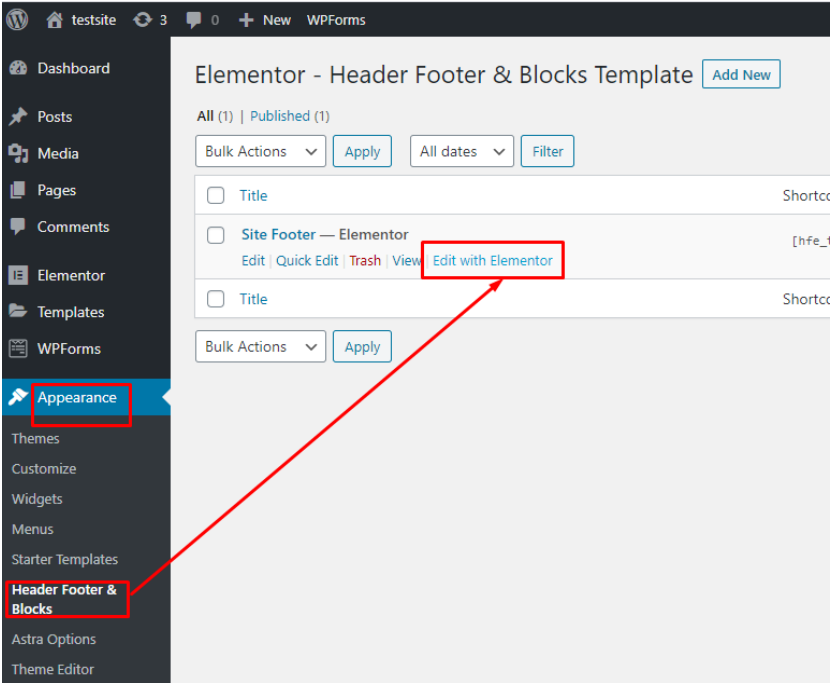 testsite 3 0 New WPForms
Dashboard
Posts
Media
Pages
Comments
Elementor
Templates
WPForms
Appearance
Themes
Customize
Widgets
Menus
Starter Templates
Header Footer &
Blocks
Astra Options
Theme Editor
Elementor - Header Footer & Blocks Template Add New
All (1) | Published (1)
Bulk Actions Apply All dates Filter
Title Shortco
Site Footer — Elementor
[hfe_t
Edit | Quick Edit | Trash | View | Edit with Elementor
Title Shortco
Bulk Actions Apply